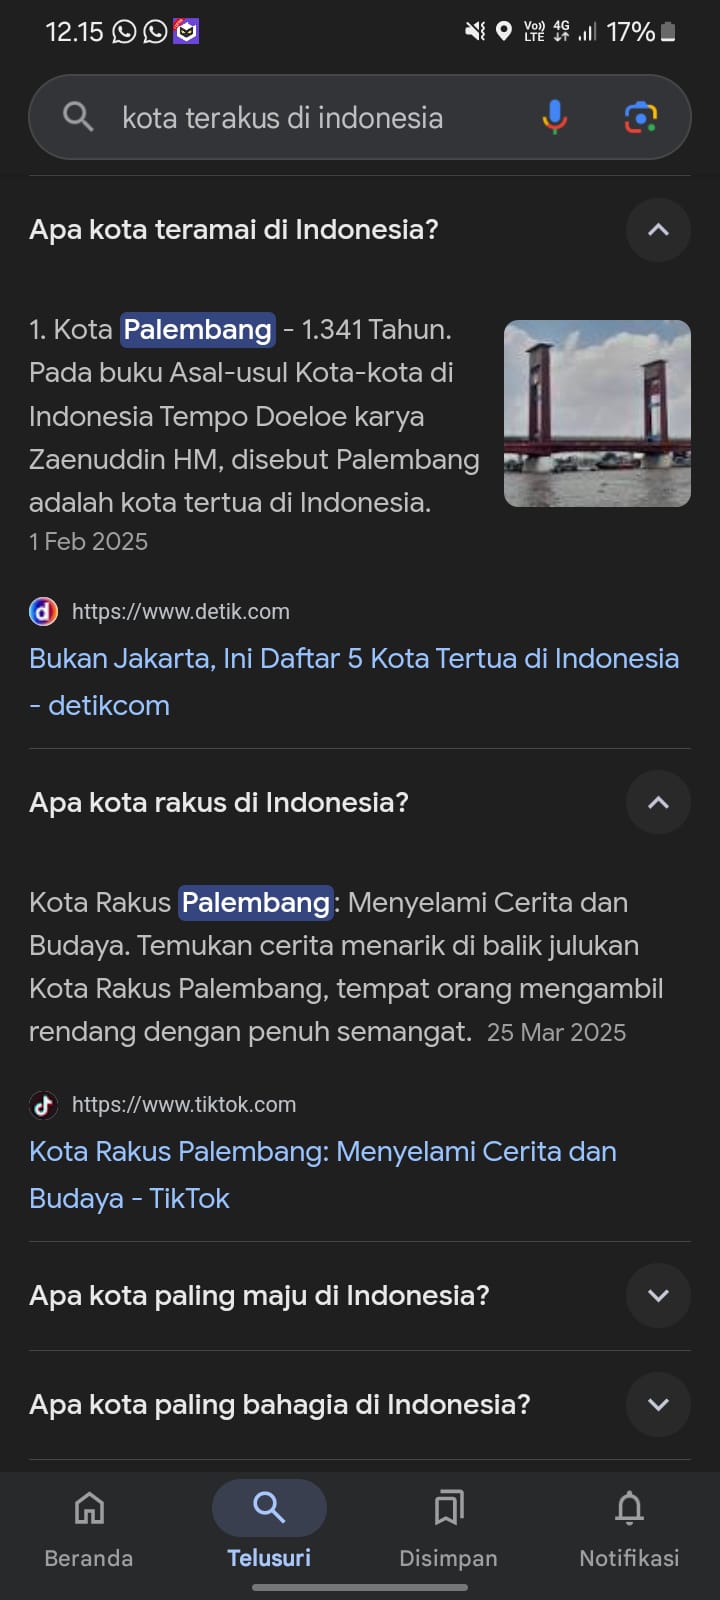 12.15 Vo)) LTE 4G 17%
kota terakus di indonesia
Apa kota teramai di Indonesia?
1. Kota Palembang - 1.341 Tahun.
Pada buku Asal-usul Kota-kota di
Indonesia Tempo Doeloe karya
Zaenuddin HM, disebut Palembang
adalah kota tertua di Indonesia.
1 Feb 2025
https://www.detik.com
Bukan Jakarta, Ini Daftar 5 Kota Tertua di Indonesia
- detikcom
Apa kota rakus di Indonesia?
Kota Rakus Palembang: Menyelami Cerita dan
Budaya. Temukan cerita menarik di balik julukan
Kota Rakus Palembang, tempat orang mengambil
rendang dengan penuh semangat. 25 Mar 2025
https://www.tiktok.com
Kota Rakus Palembang: Menyelami Cerita dan
Budaya - TikTok
Apa kota paling maju di Indonesia?
Apa kota paling bahagia di Indonesia?
Beranda Telusuri Disimpan Notifikasi